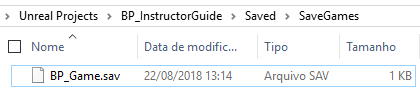 Unreal Projects > BP_InstructorGuide > Saved > SaveGames
Nome Data de modific... Tipo Tamanho
BP_Game.sav 22/08/2018 13:14 Arquivo SAV 1 KB